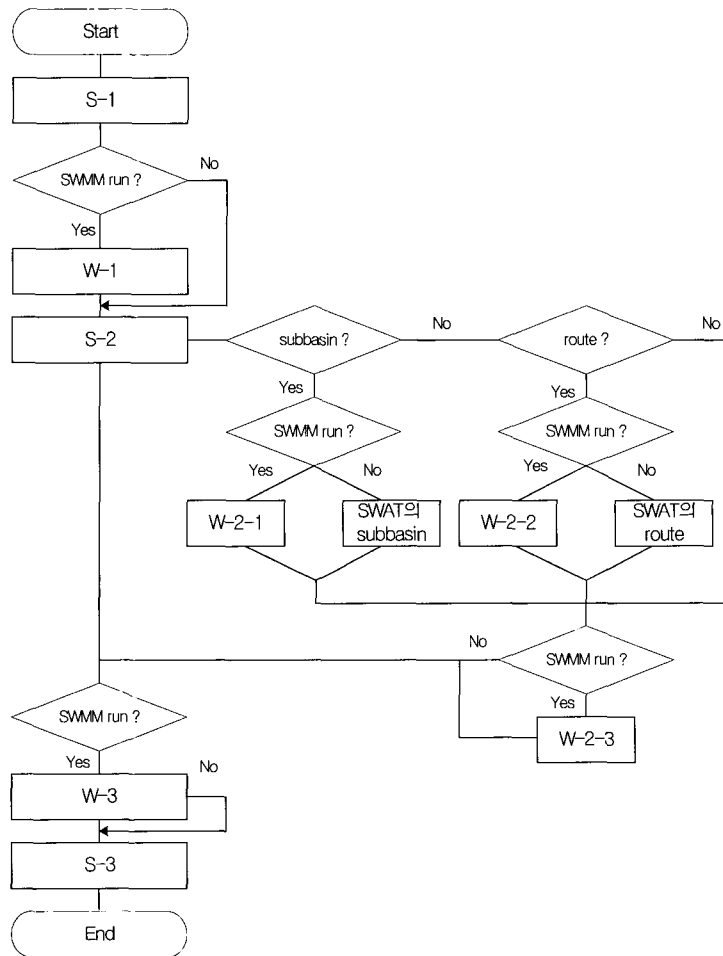 Start
S-1
SWMM run ?
No
Yes
W-1
S-2
subbasin ?
No
route ?
No
Yes
Yes
SWMM run ?
SWMM run ?
Yes
No
Yes
No
W-2-1
SWAT의
subbasin
W-2-2
SWAT의
route
No
SWMM run ?
Yes
W-2-3
SWMM run ?
Yes
No
W-3
S-3
End